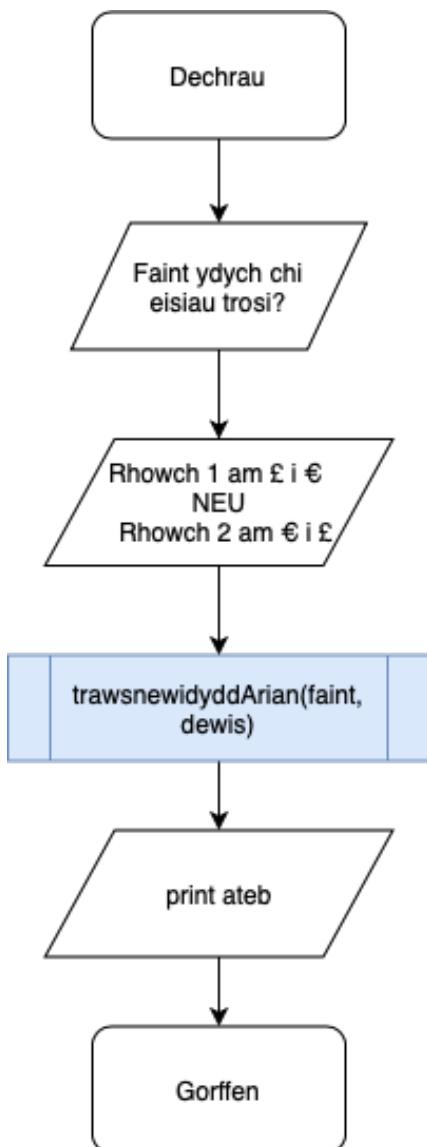 Dechrau
Faint ydych chi
eisiau trosi?
Rhowch 1 am £ i €
NEU
Rhowch 2 am € i £
trawsnewidyddArian(faint,
dewis)
print ateb
Gorffen